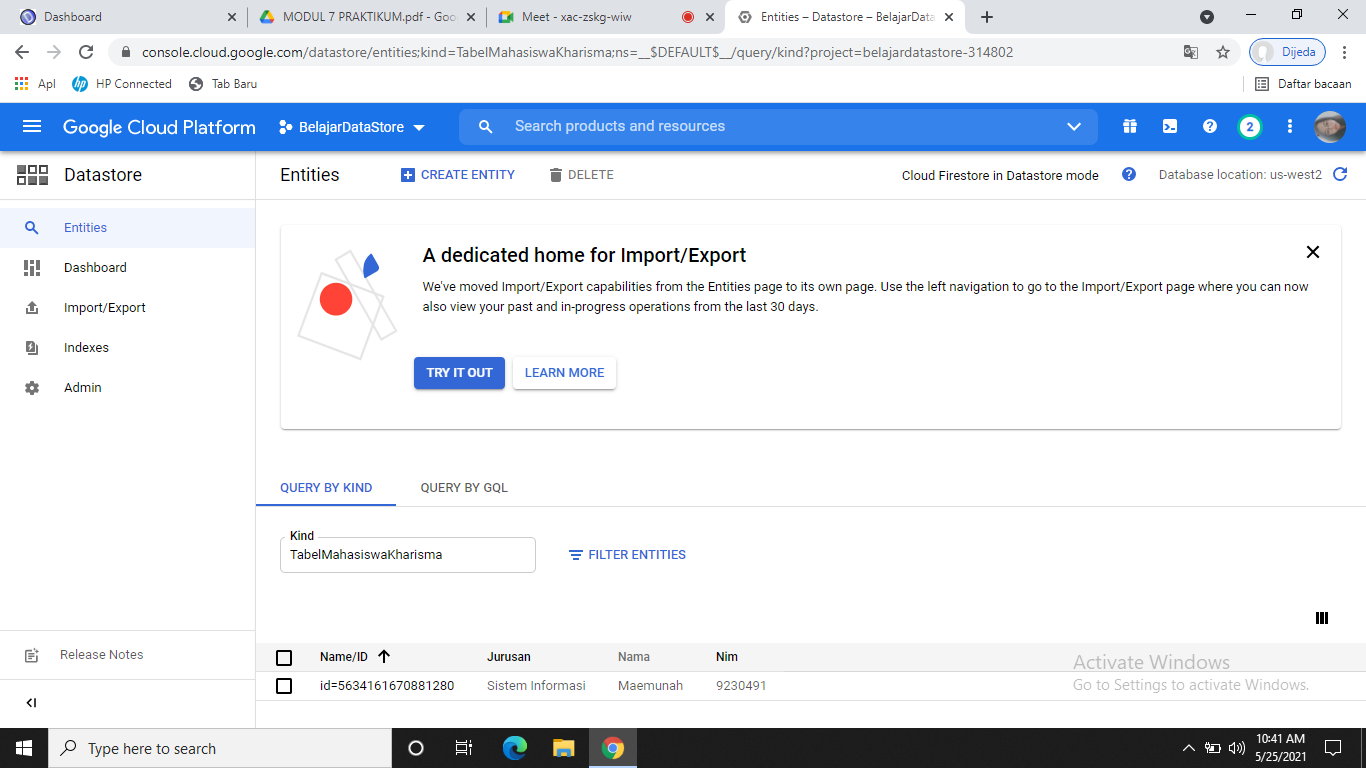 Dashboard
MODUL 7 PRAKTIKUM.pdf - Goo
Meet - xac-zskg-wiw
Entities – Datastore – BelajarData
console.cloud.google.com/datastore/entities;kind=TabelMahasiswaKharisma;ns=__$DEFAULT$__/query/kind?project=belajardatastore-314802
Dijeda
Apl
HP Connected
Tab Baru
Daftar bacaan
Google Cloud Platform
BelajarDataStore
Search products and resources
2
Datastore
Entities
CREATE ENTITY
DELETE
Cloud Firestore in Datastore mode
Database location: us-west2
Entities
Dashboard
Import/Export
Indexes
Admin
A dedicated home for Import/Export
We've moved Import/Export capabilities from the Entities page to its own page. Use the left navigation to go to the Import/Export page where you can now
also view your past and in-progress operations from the last 30 days.
TRY IT OUT
LEARN MORE
QUERY BY KIND
QUERY BY GQL
Kind
TabelMahasiswaKharisma
FILTER ENTITIES
Release Notes
Name/ID Jurusan Nama Nim
id=5634161670881280 Sistem Informasi Maemunah 9230491
Activate Windows
Go to Settings to activate Windows.
Type here to search
10:41 AM
5/25/2021